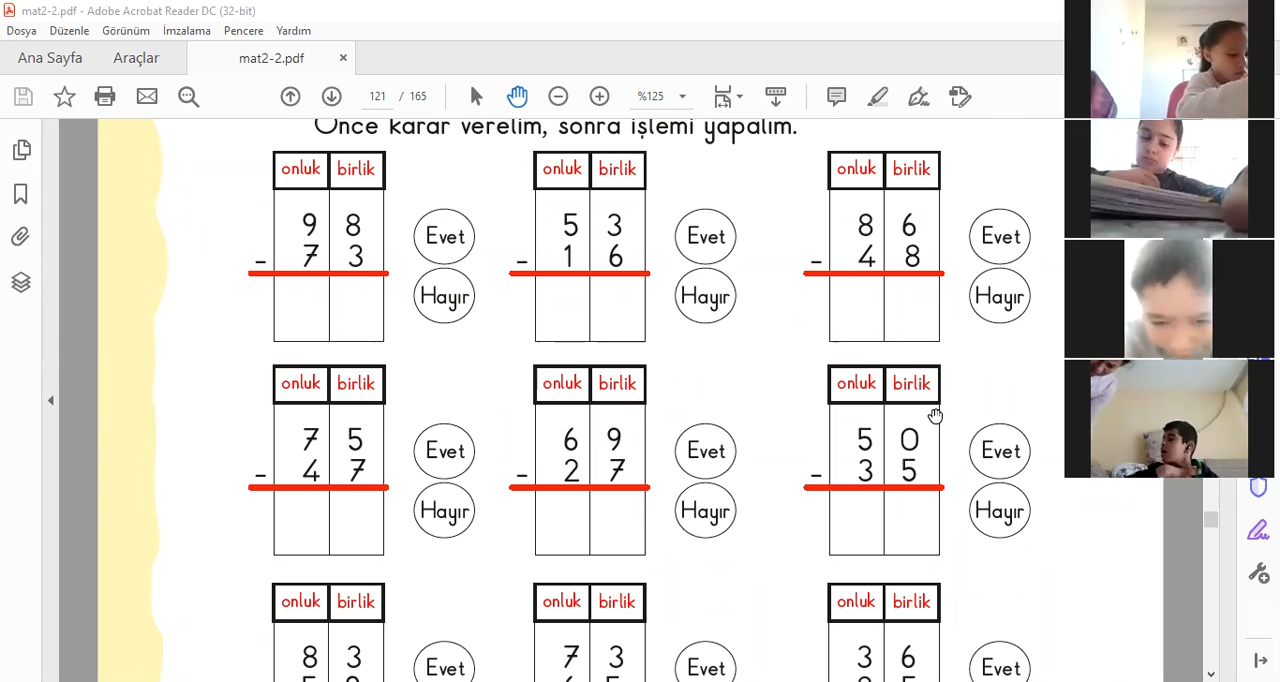 mat2-2.pdf - Adobe Acrobat Reader DC (32-bit)
Dosya Düzenle Görünüm İmzalama Pencere Yardım
Ana Sayfa Araçlar mat2-2.pdf ×
121 / 165 %125
Önce karar verelim, sonra işlemi yapalım.
onluk birlik onluk birlik onluk birlik
9 8 Evet 5 3 Evet 8 6 Evet
- 7 3 - 1 6 - 4 8
Hayır Hayır Hayır
onluk birlik onluk birlik onluk birlik
7 5 Evet 6 9 Evet 5 0 Evet
- 4 7 - 2 7 - 3 5
Hayır Hayır Hayır
onluk birlik onluk birlik onluk birlik
8 3 Evet 7 3 Evet 3 6 Evet